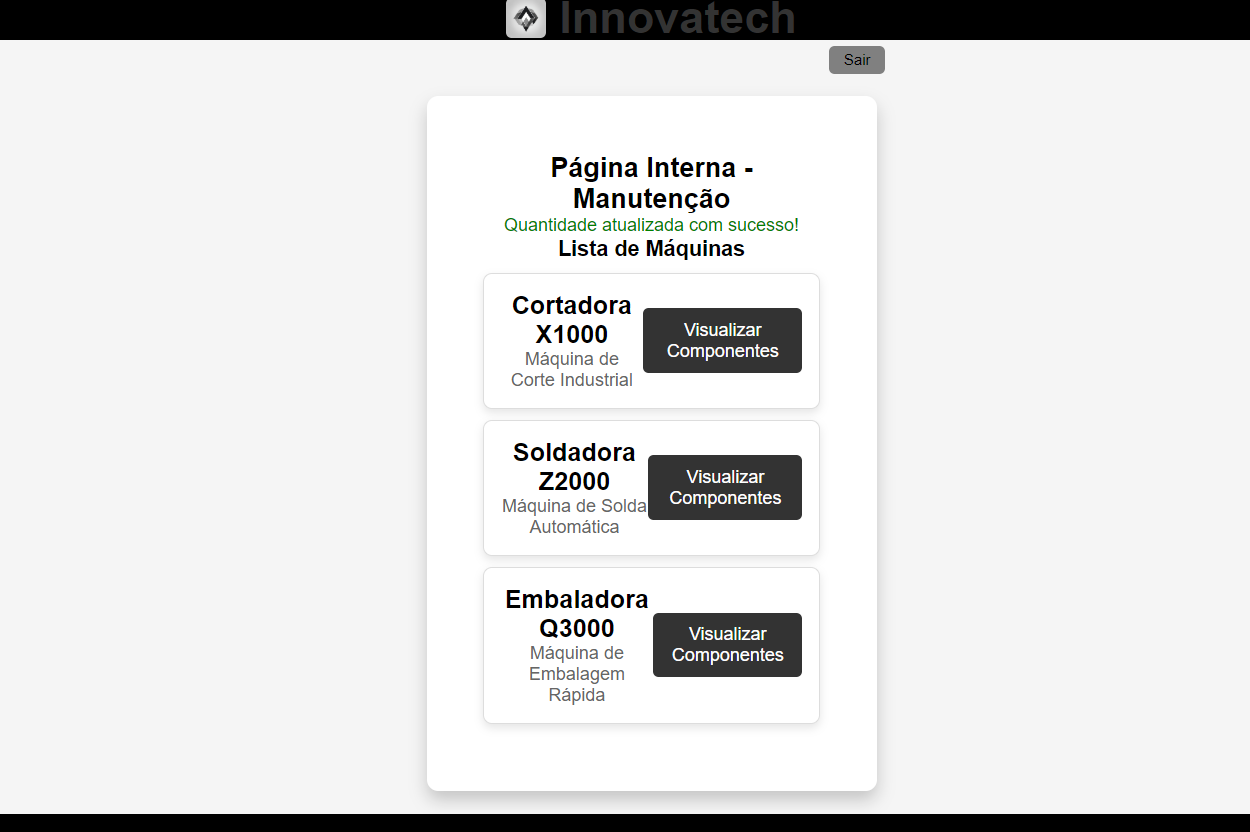 Innovatech
Sair
Página Interna -
Manutenção
Quantidade atualizada com sucesso!
Lista de Máquinas
Cortadora
X1000
Máquina de
Corte Industrial
Visualizar
Componentes
Soldadora
Z2000
Máquina de Solda
Automática
Visualizar
Componentes
Embaladora
Q3000
Máquina de
Embalagem
Rápida
Visualizar
Componentes